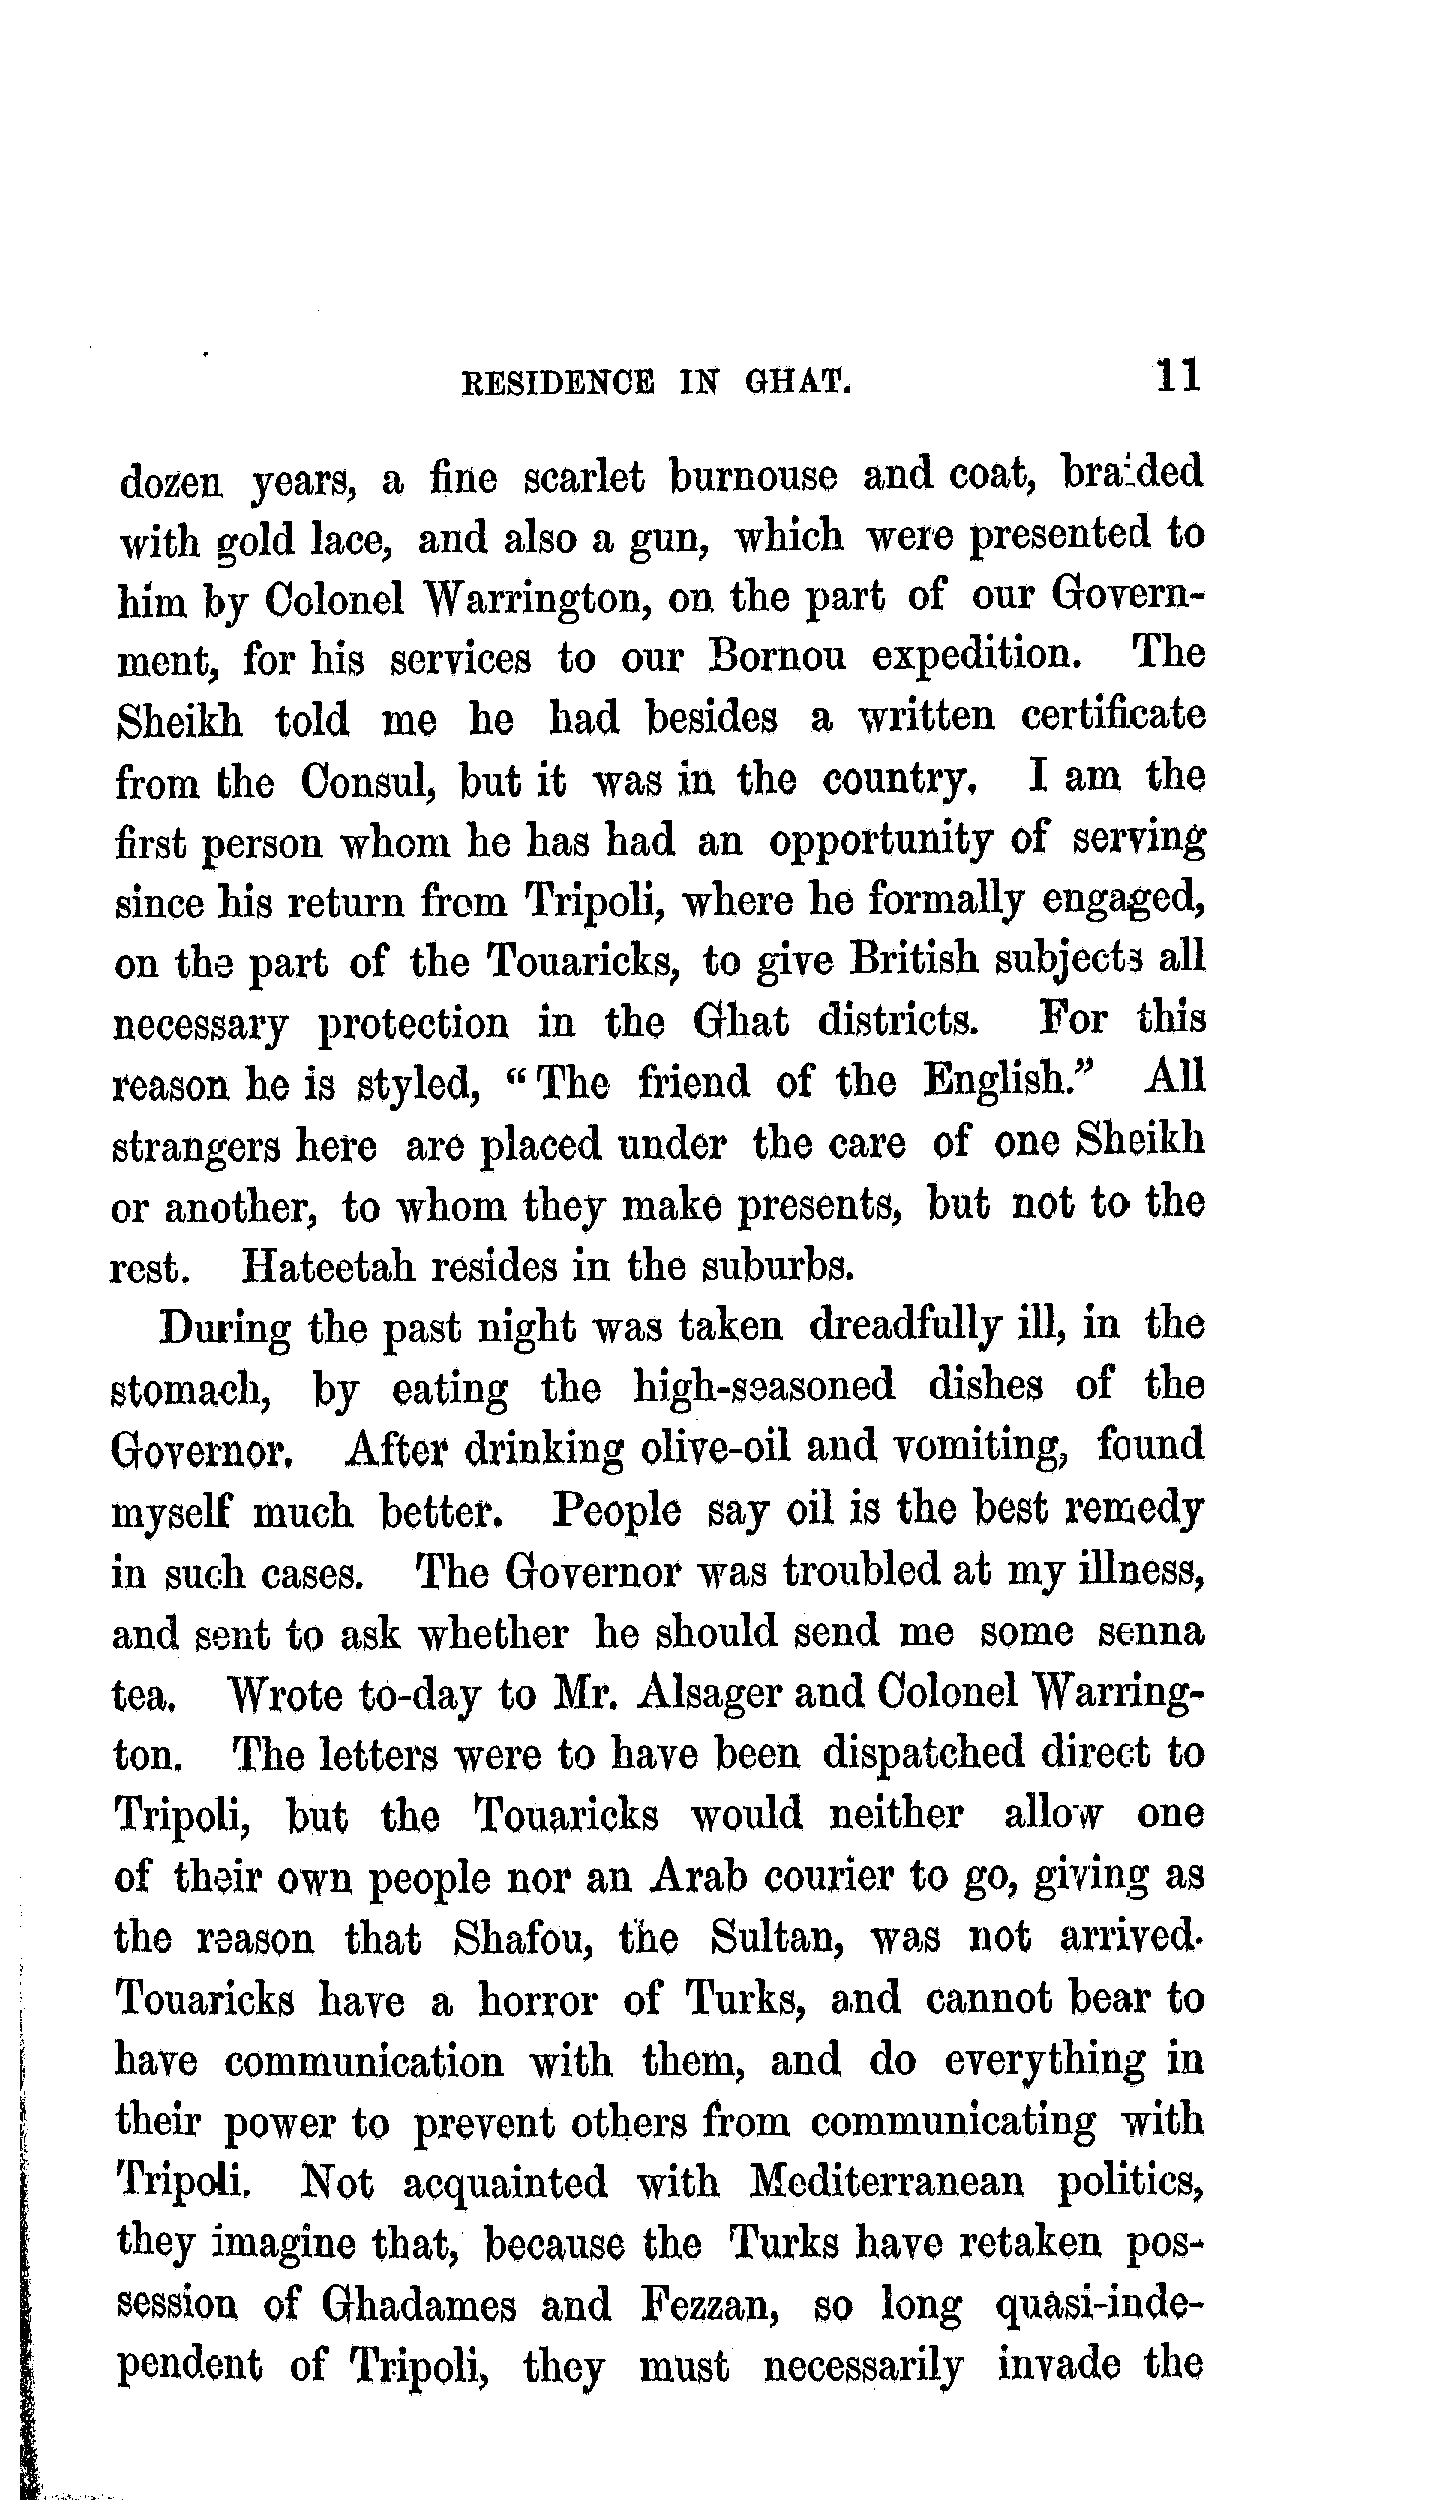 RESIDENCE IN GHAT. 11
dozen years, a fine scarlet burnouse and coat, braided
with gold lace, and also a gun, which were presented to
him by Colonel Warrington, on the part of our Govern-
ment, for his services to our Bornou expedition. The
Sheikh told me he had besides a written certificate
from the Consul, but it was in the country. I am the
first person whom he has had an opportunity of serving
since his return from Tripoli, where he formally engaged,
on the part of the Touaricks, to give British subjects all
necessary protection in the Ghat districts. For this
reason he is styled, “The friend of the English.” All
strangers here are placed under the care of one Sheikh
or another, to whom they make presents, but not to the
rest. Hateetah resides in the suburbs.
During the past night was taken dreadfully ill, in the
stomach, by eating the high-seasoned dishes of the
Governor. After drinking olive-oil and vomiting, found
myself much better. People say oil is the best remedy
in such cases. The Governor was troubled at my illness,
and sent to ask whether he should send me some senna
tea. Wrote to-day to Mr. Alsager and Colonel Warring-
ton. The letters were to have been dispatched direct to
Tripoli, but the Touaricks would neither allow one
of their own people nor an Arab courier to go, giving as
the reason that Shafou, the Sultan, was not arrived.
Touaricks have a horror of Turks, and cannot bear to
have communication with them, and do everything in
their power to prevent others from communicating with
Tripoli. Not acquainted with Mediterranean politics,
they imagine that, because the Turks have retaken pos-
session of Ghadames and Fezzan, so long quasi-inde-
pendent of Tripoli, they must necessarily invade the